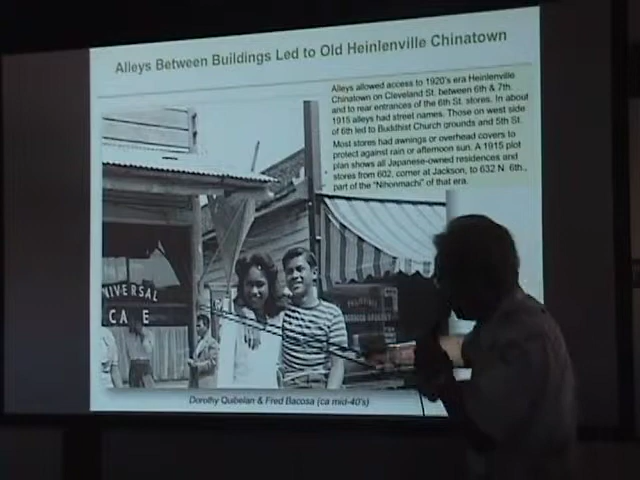 Alleys Between Buildings Led to Old Heinlenville Chinatown
Alleys allowed access to 1920's era Heinlenville
Chinatown on Cleveland St. between 6th & 7th.
and to rear entrances of the 6th St. stores. In about
1915 alleys had street names. Those on west side
of 6th led to Buddhist Church grounds and 5th St.
Most stores had awnings or overhead covers to
protect against rain or afternoon sun. A 1915 plot
plan shows all Japanese-owned residences and
stores from 602, corner at Jackson, to 632 N. 6th.,
part of the "Nihonmachi" of that era.
NIVERSAL
CA E
Dorothy Quibelan & Fred Bacosa (ca mid-40's)